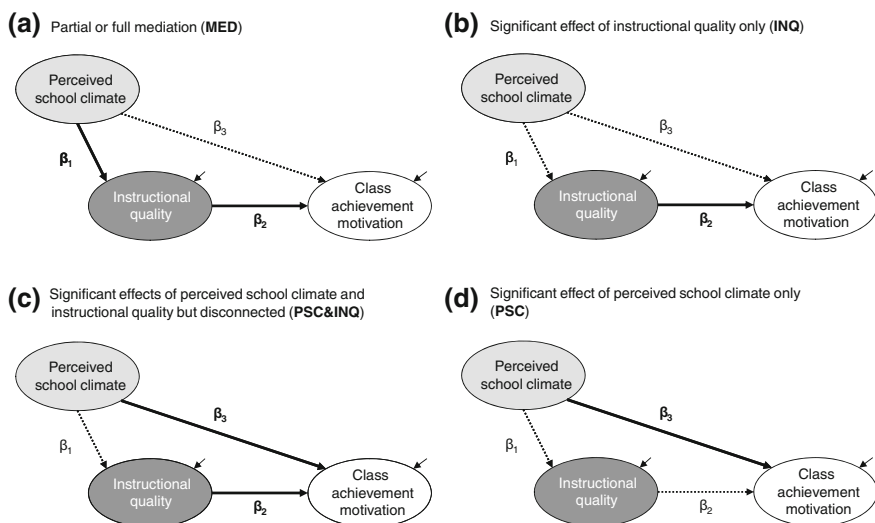 (a) Partial or full mediation (MED)
Perceived
school climate
β3
β1
Instructional
quality
β2
Class
achievement
motivation
(b) Significant effect of instructional quality only (INQ)
Perceived
school climate
β3
β1
Instructional
quality
β2
Class
achievement
motivation
(c) Significant effects of perceived school climate and
instructional quality but disconnected (PSC&INQ)
Perceived
school climate
β3
β1
Instructional
quality
β2
Class
achievement
motivation
(d) Significant effect of perceived school climate only
(PSC)
Perceived
school climate
β3
β1
Instructional
quality
β2
Class
achievement
motivation